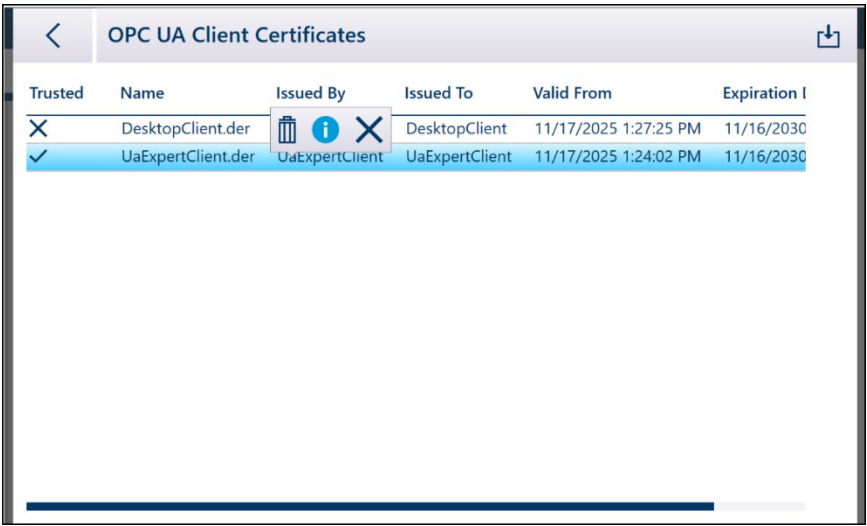 OPC UA Client Certificates
Trusted Name Issued By Issued To Valid From Expiration
DesktopClient.der DesktopClient 11/17/2025 1:27:25 PM 11/16/2030
UaExpertClient.der UaExpertClient UaExpertClient 11/17/2025 1:24:02 PM 11/16/2030